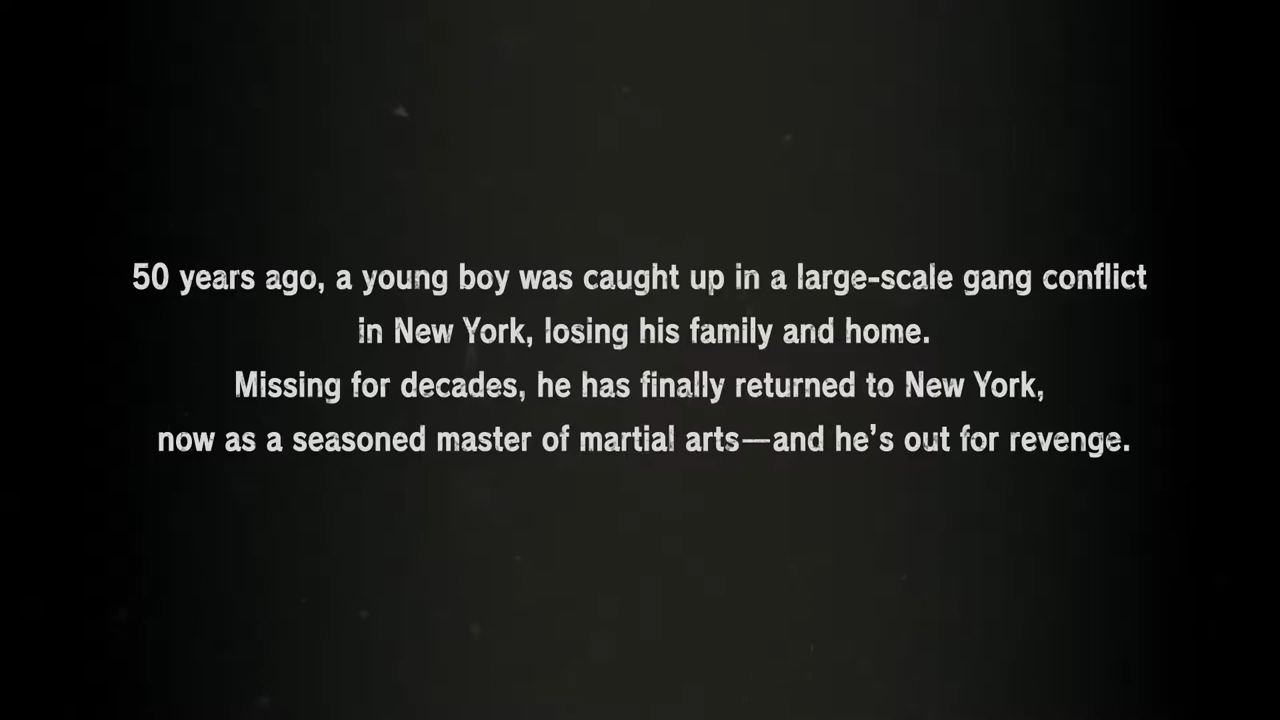 50 years ago, a young boy was caught up in a large-scale gang conflict
in New York, losing his family and home.
Missing for decades, he has finally returned to New York,
now as a seasoned master of martial arts—and he’s out for revenge.